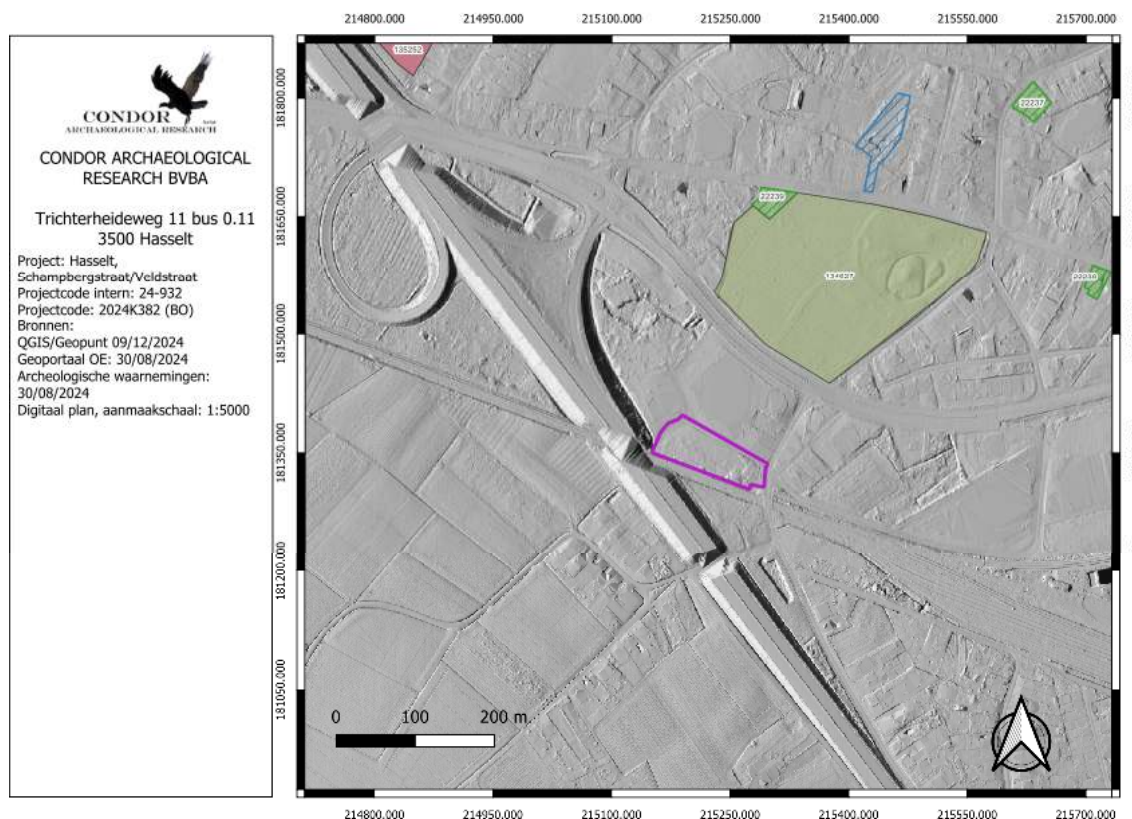 CONDOR
ARCHAEOLOGICAL RESEARCH
CONDOR ARCHAEOLOGICAL
RESEARCH BVBA
Trichterheideweg 11 bus 0.11
3500 Hasselt
Project: Hasselt,
Schampbergstraat/Veldstraat
Projectcode intern: 24-932
Projectcode: 2024K382 (BO)
Bronnen:
QGIS/Geopunt 09/12/2024
Geoportaal OE: 30/08/2024
Archeologische waarnemingen:
30/08/2024
Digitaal plan, aanmaakschaal: 1:5000
214800.000 214950.000 215100.000 215250.000 215400.000 215550.000 215700.000
181800.000
181650.000
181500.000
181350.000
181200.000
181050.000
135252
22237
22239
0 100 200 m.
214800.000 214950.000 215100.000 215250.000 215400.000 215550.000 215700.000